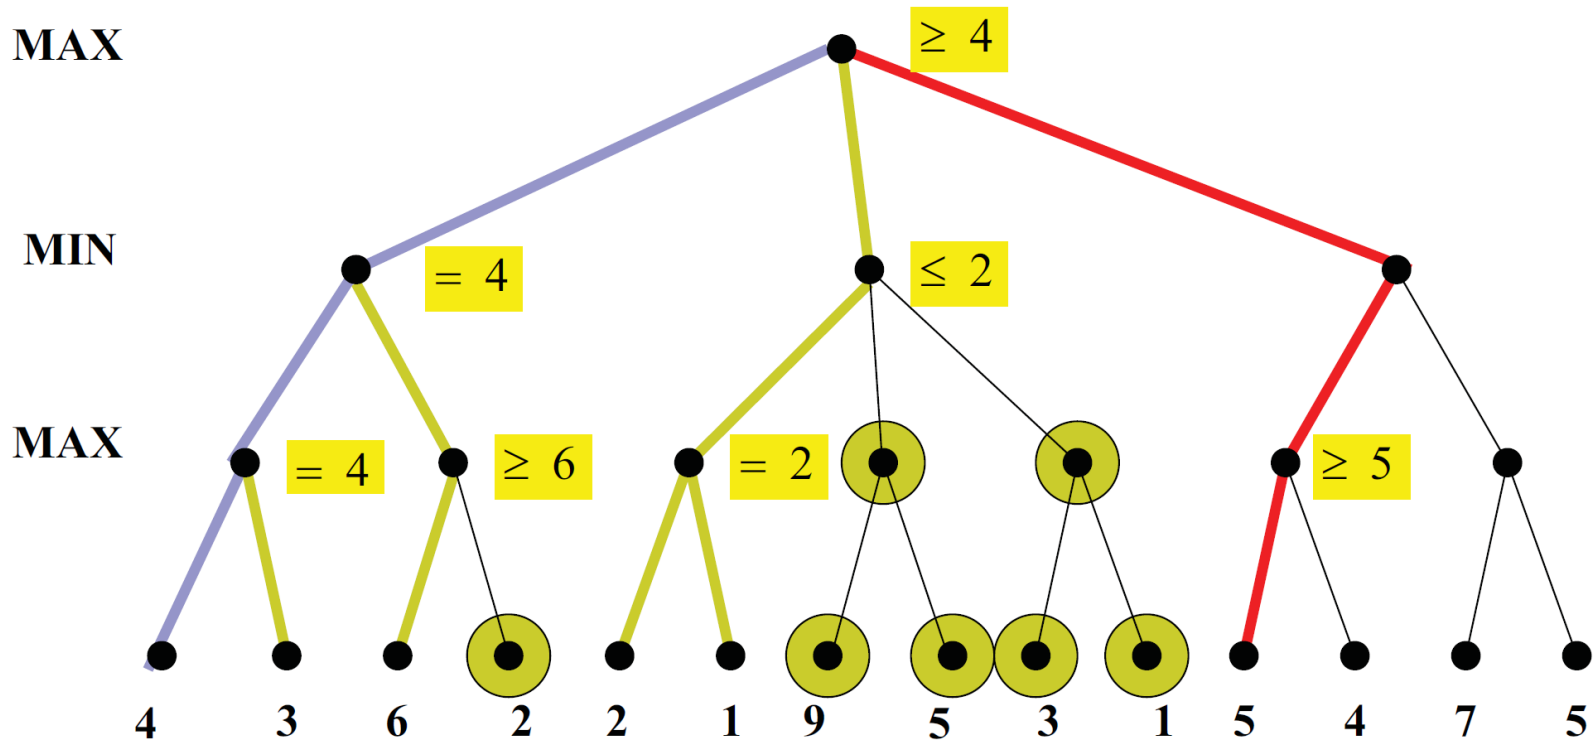 MAX ≥ 4
MIN = 4 ≤ 2
MAX = 4 ≥ 6 = 2 ≥ 5
4 3 6 2 2 1 9 5 3 1 5 4 7 5